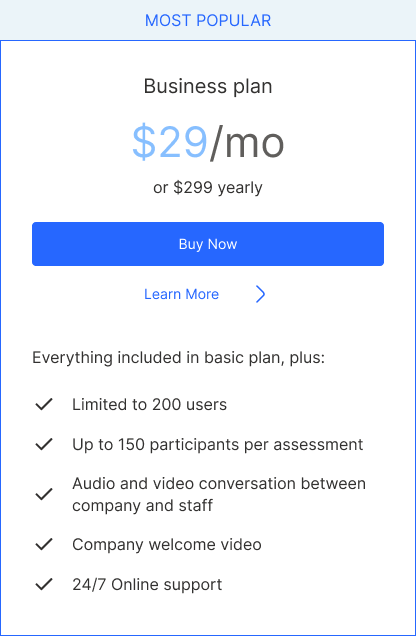 MOST POPULAR
Business plan
$29/mo
or $299 yearly
Buy Now
Learn More
Everything included in basic plan, plus:
Limited to 200 users
Up to 150 participants per assessment
Audio and video conversation between
company and staff
Company welcome video
24/7 Online support